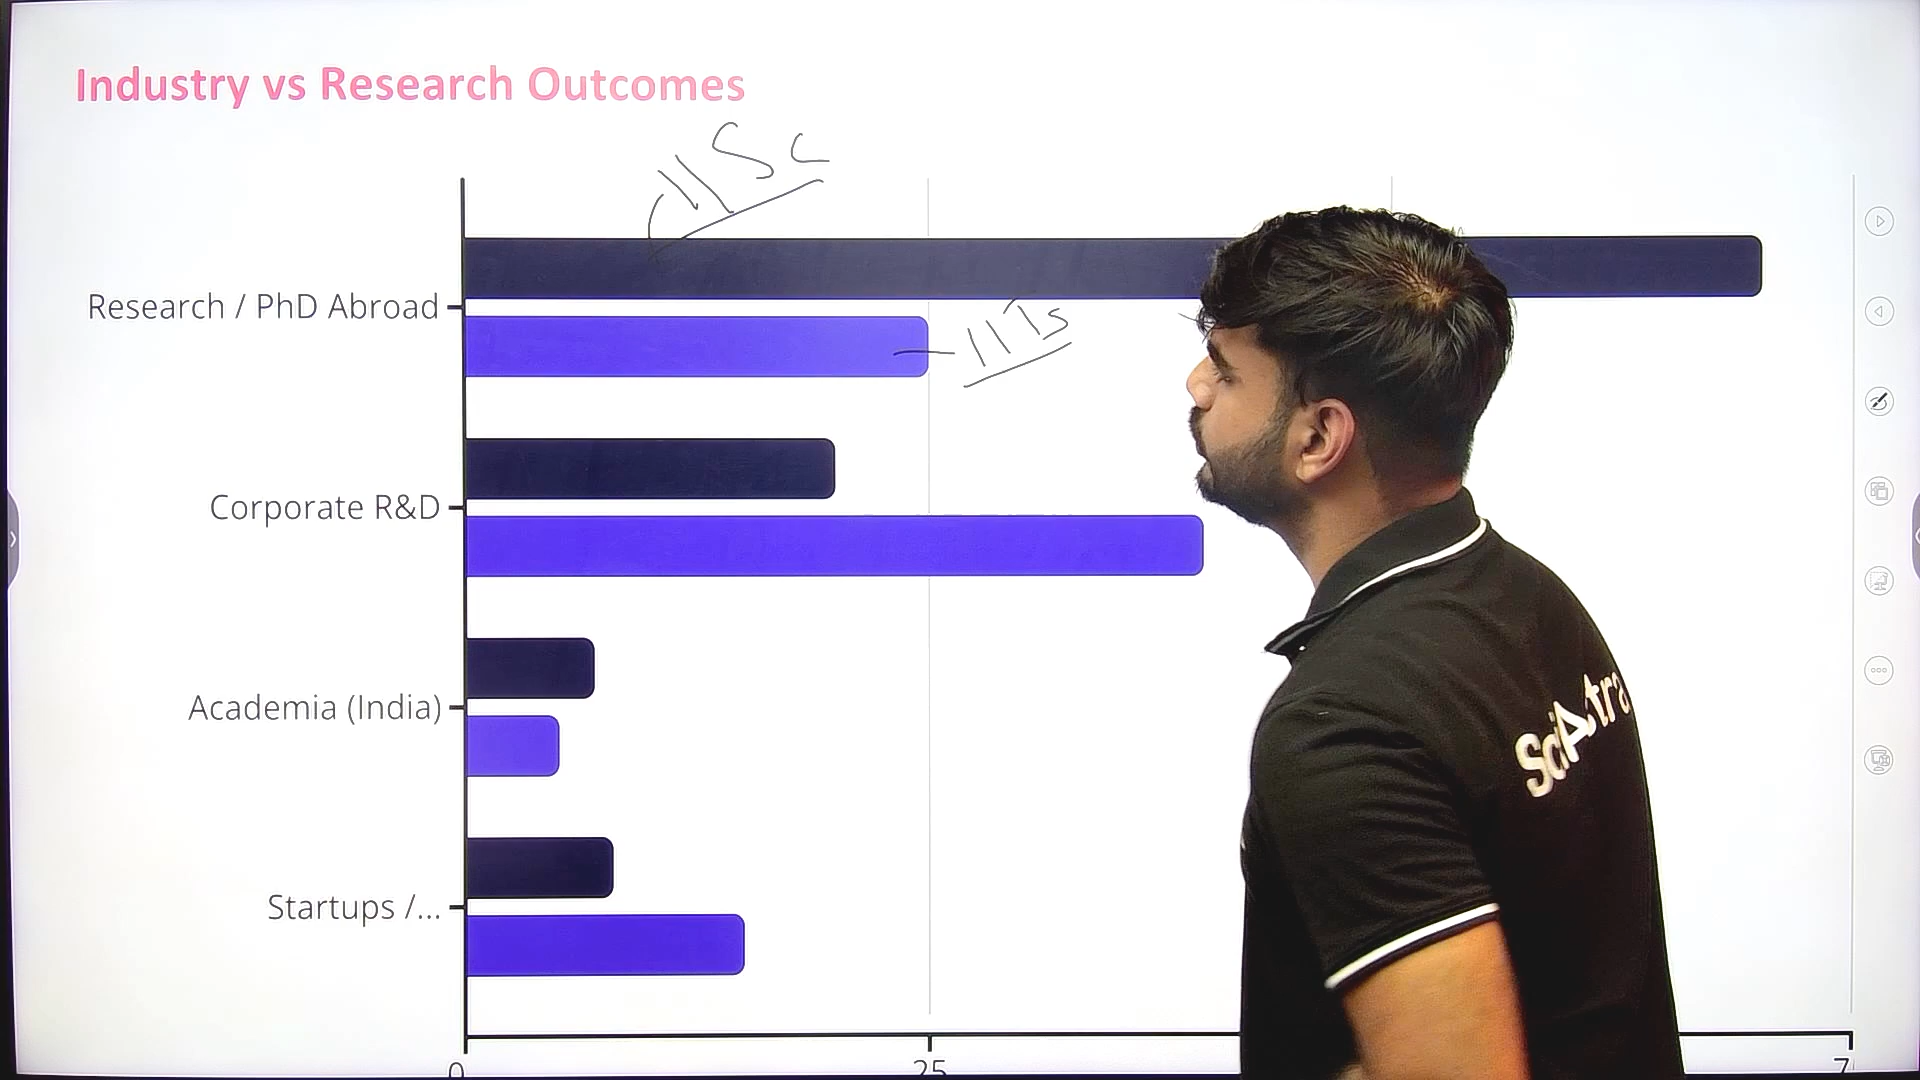 Industry vs Research Outcomes
IISc
Research / PhD Abroad
IITs
Corporate R&D
Academia (India)
SciAstra
Startups /...
0
25